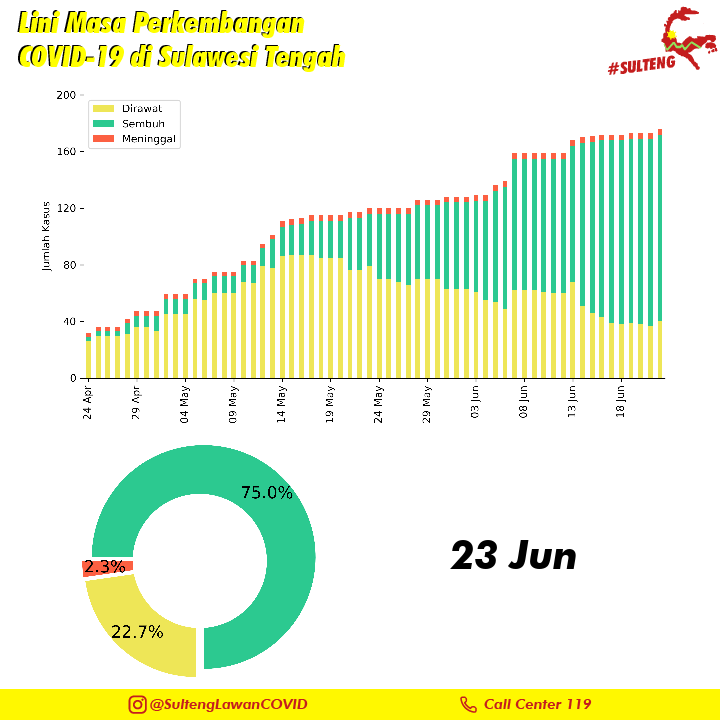 Lini Masa Perkembangan
COVID-19 di Sulawesi Tengah
#SULTENG
200
160
120
80
40
0
Jumlah Kasus
Dirawat
Sembuh
Meninggal
24 Apr
29 Apr
04 May
09 May
14 May
19 May
24 May
29 May
03 Jun
08 Jun
13 Jun
18 Jun
75.0%
2.3%
22.7%
23 Jun
@SultengLawanCOVID
Call Center 119